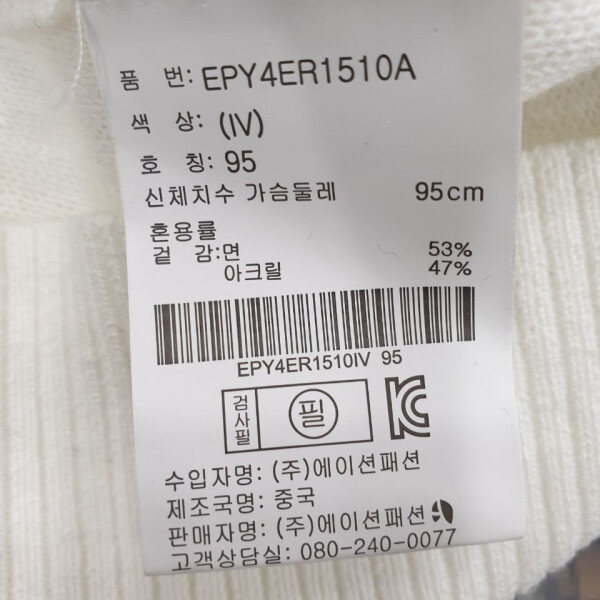 품 번: EPY4ER1510A
색 상: (IV)
호 칭: 95
신체치수 가슴둘레 95cm
혼용률
겉 감:면 53%
아크릴 47%
EPY4ER1510IV 95
검사필 필
수입자명: (주)에이션패션
제조국명: 중국
판매자명: (주)에이션패션
고객상담실: 080-240-0077